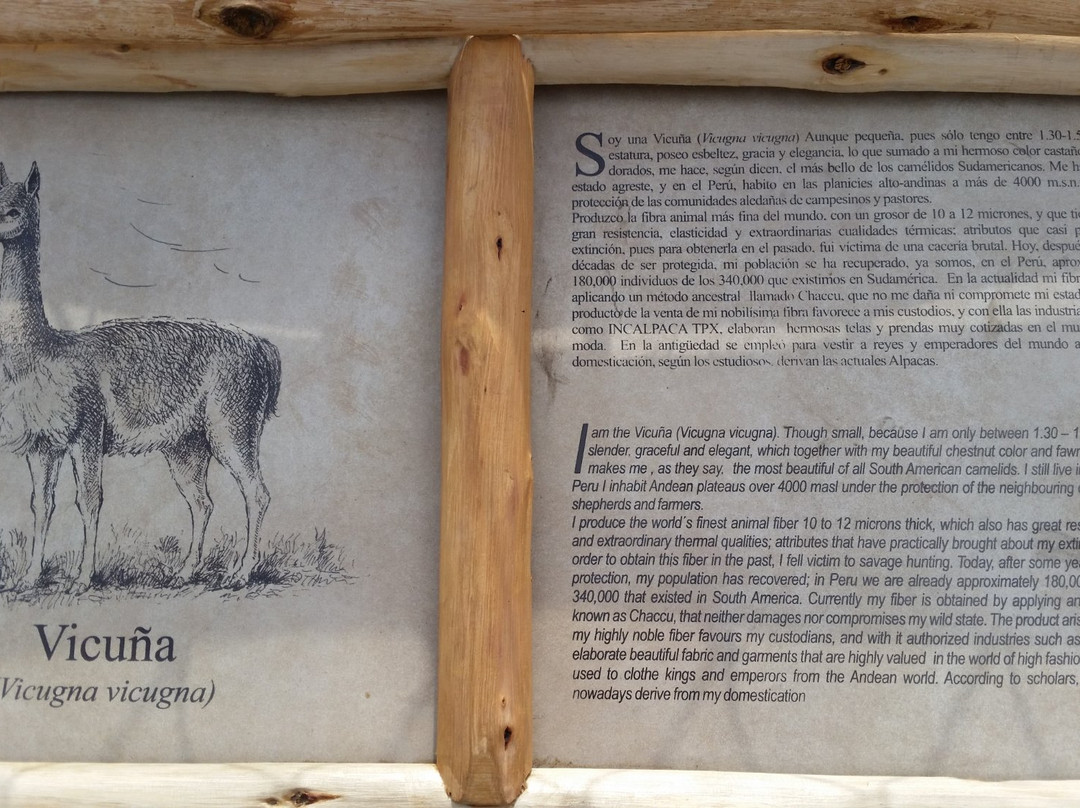 Vicuña
Vicugna vicugna)
Soy una Vicuña (Vicugna vicugna) Aunque pequeña, pues sólo tengo entre 1.30-1.5
estatura, poseo esbeltez, gracia y elegancia, lo que sumado a mi hermoso color castaño
dorados, me hace, según dicen, el más bello de los camélidos Sudamericanos. Me h
estado agreste, y en el Perú, habito en las planicies alto-andinas a más de 4000 m.s.n.
protección de las comunidades aledañas de campesinos y pastores.
Produzco la fibra animal más fina del mundo, con un grosor de 10 a 12 micrones, y que tie
gran resistencia, elasticidad y extraordinarias cualidades térmicas; atributos que casi p
extinción, pues para obtenerla en el pasado, fui víctima de una cacería brutal. Hoy, despué
décadas de ser protegida, mi población se ha recuperado, ya somos, en el Perú, aprox
180,000 individuos de los 340,000 que existimos en Sudamérica. En la actualidad mi fibr
aplicando un método ancestral llamado Chaccu, que no me daña ni compromete mi estad
producto de la venta de mi nobilísima fibra favorece a mis custodios, y con ella las industria
como INCALPACA TPX, elaboran hermosas telas y prendas muy cotizadas en el mu
moda. En la antigüedad se empleó para vestir a reyes y emperadores del mundo a
domesticación, según los estudiosos, derivan las actuales Alpacas.
I am the Vicuña (Vicugna vicugna). Though small, because I am only between 1.30 – 1
slender, graceful and elegant, which together with my beautiful chestnut color and fawn
makes me , as they say, the most beautiful of all South American camelids. I still live in
Peru I inhabit Andean plateaus over 4000 masl under the protection of the neighbouring
shepherds and farmers.
I produce the world´s finest animal fiber 10 to 12 microns thick, which also has great res
and extraordinary thermal qualities; attributes that have practically brought about my extin
order to obtain this fiber in the past, I fell victim to savage hunting. Today, after some yea
protection, my population has recovered; in Peru we are already approximately 180,00
340,000 that existed in South America. Currently my fiber is obtained by applying an
known as Chaccu, that neither damages nor compromises my wild state. The product aris
my highly noble fiber favours my custodians, and with it authorized industries such as
elaborate beautiful fabric and garments that are highly valued in the world of high fashio
used to clothe kings and emperors from the Andean world. According to scholars,
nowadays derive from my domestication